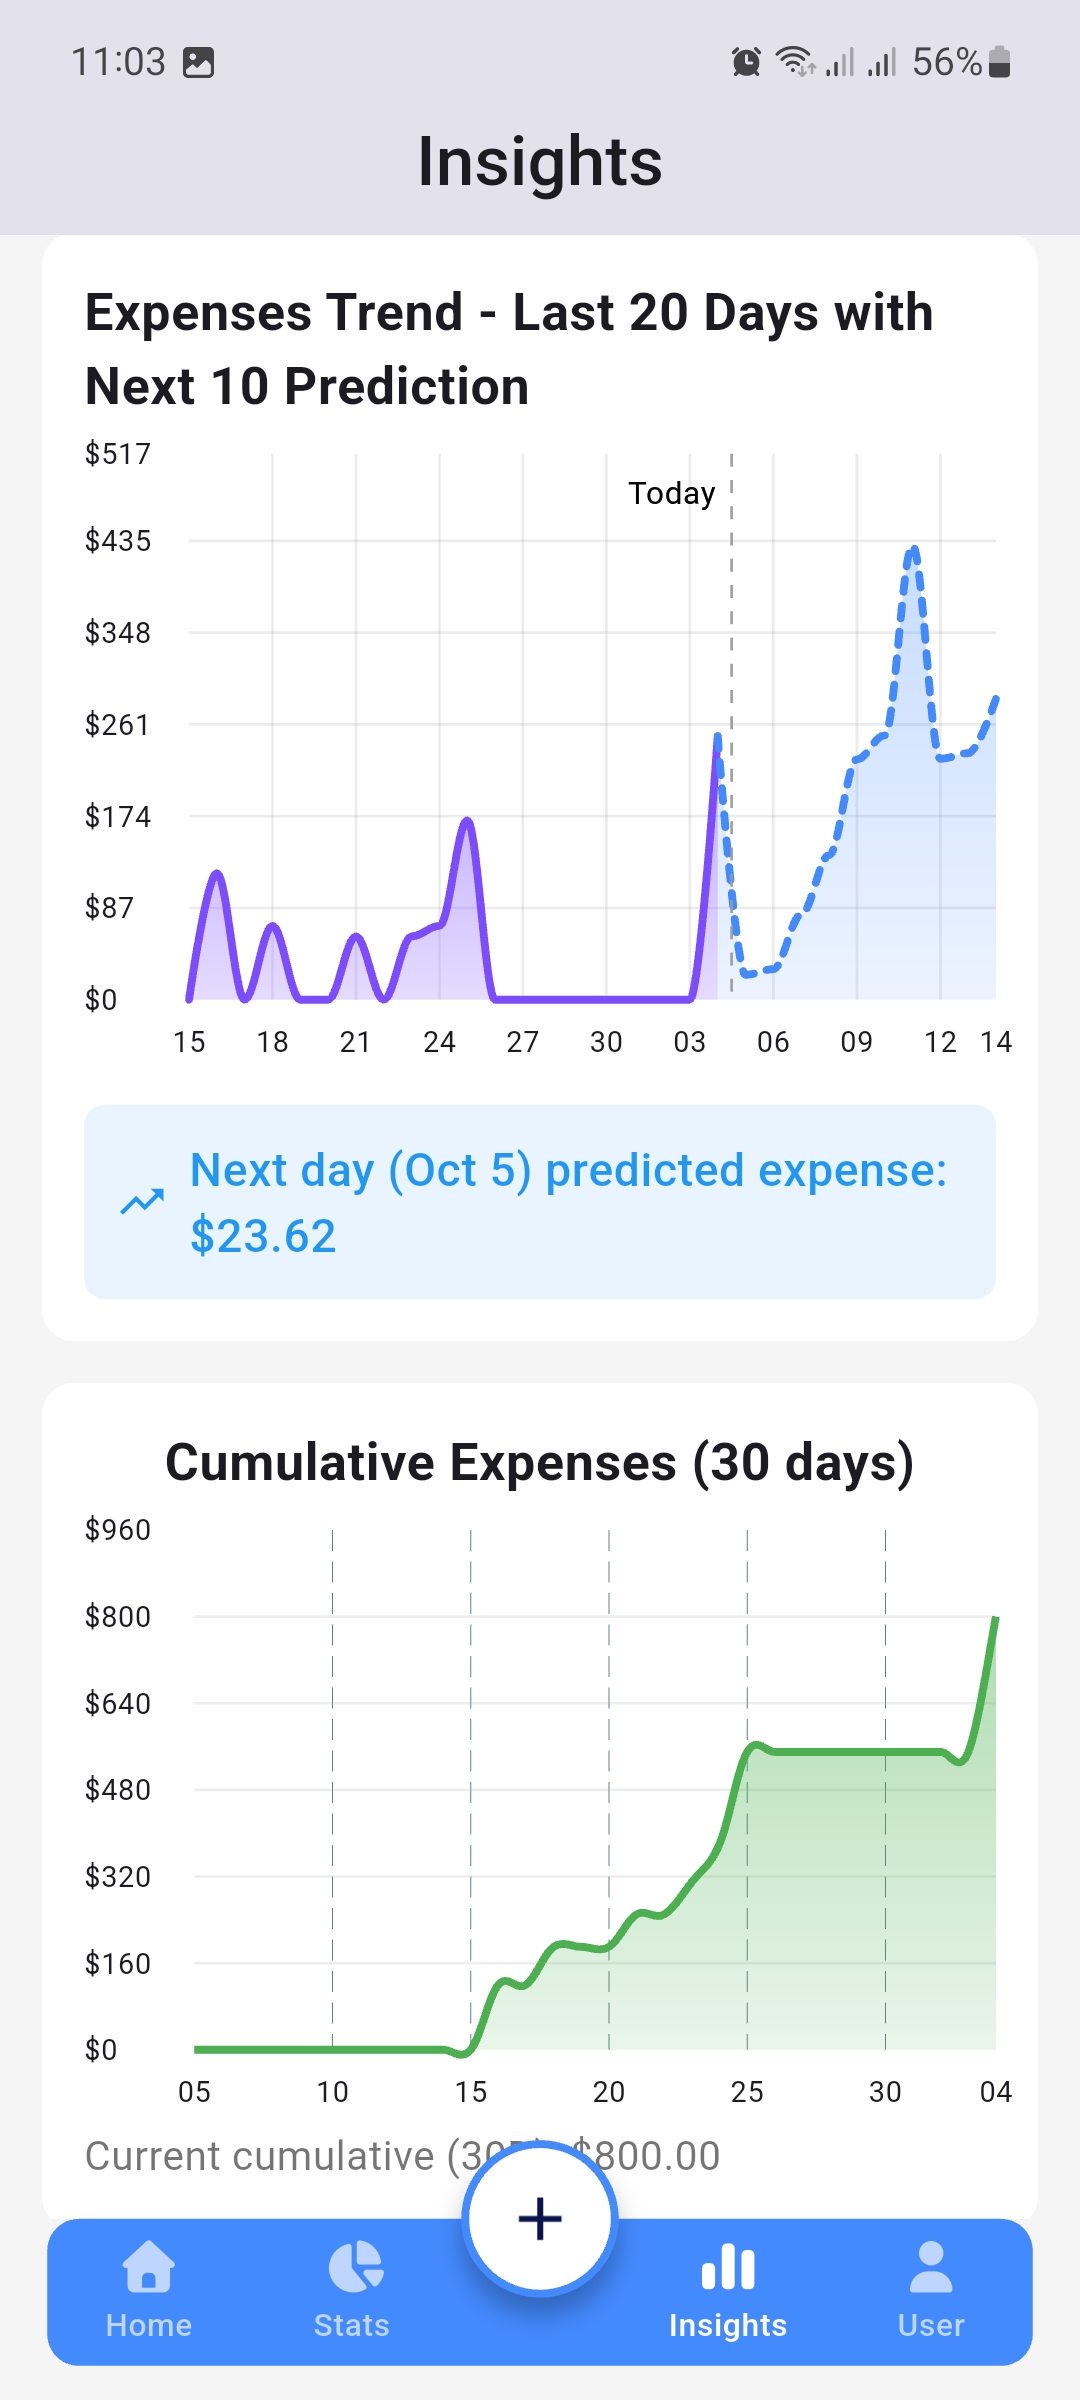 11:03
56%
Insights
Expenses Trend - Last 20 Days with
Next 10 Prediction
$517
Today
$435
$348
$261
$174
$87
$0
15 18 21 24 27 30 03 06 09 12 14
Next day (Oct 5) predicted expense:
$23.62
Cumulative Expenses (30 days)
$960
$800
$640
$480
$320
$160
$0
05 10 15 20 25 30 04
Current cumulative $800.00
Home Stats Insights User